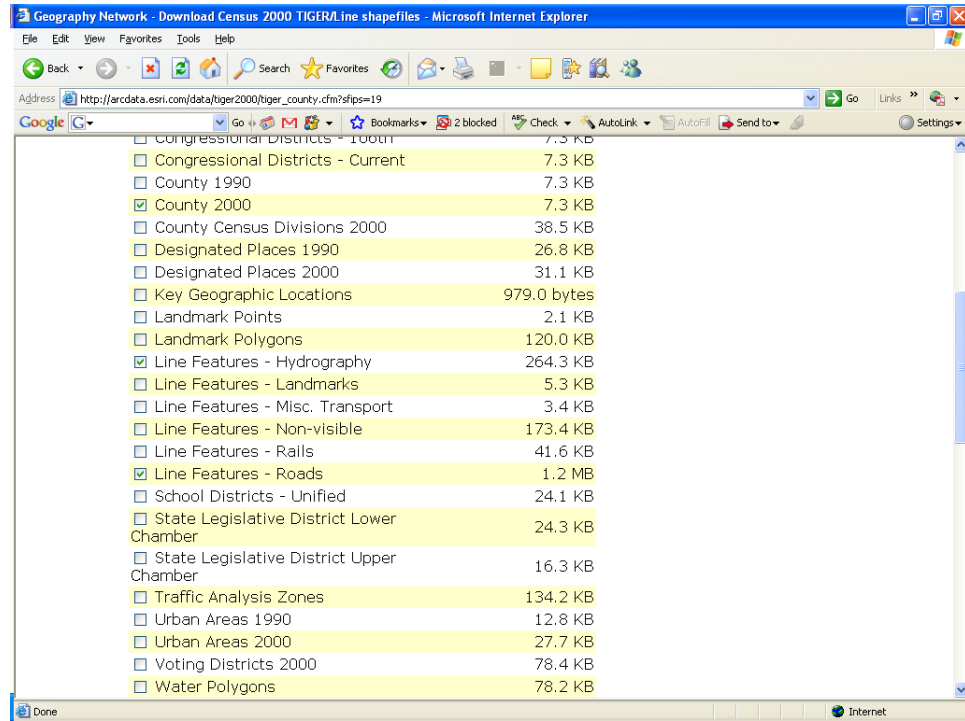 Geography Network - Download Census 2000 TIGER/Line shapefiles - Microsoft Internet Explorer
File Edit View Favorites Tools Help
Back Search Favorites
Address http://arcdata.esri.com/data/tiger2000/tiger_county.cfm?sfips=19 Go Links »
Google G Go Bookmarks 2 blocked ABC Check AutoLink AutoFill Send to Settings
Congressional Districts - 106th 7.3 KB
Congressional Districts - Current 7.3 KB
County 1990 7.3 KB
County 2000 7.3 KB
County Census Divisions 2000 38.5 KB
Designated Places 1990 26.8 KB
Designated Places 2000 31.1 KB
Key Geographic Locations 979.0 bytes
Landmark Points 2.1 KB
Landmark Polygons 120.0 KB
Line Features - Hydrography 264.3 KB
Line Features - Landmarks 5.3 KB
Line Features - Misc. Transport 3.4 KB
Line Features - Non-visible 173.4 KB
Line Features - Rails 41.6 KB
Line Features - Roads 1.2 MB
School Districts - Unified 24.1 KB
State Legislative District Lower
Chamber 24.3 KB
State Legislative District Upper
Chamber 16.3 KB
Traffic Analysis Zones 134.2 KB
Urban Areas 1990 12.8 KB
Urban Areas 2000 27.7 KB
Voting Districts 2000 78.4 KB
Water Polygons 78.2 KB
Done Internet